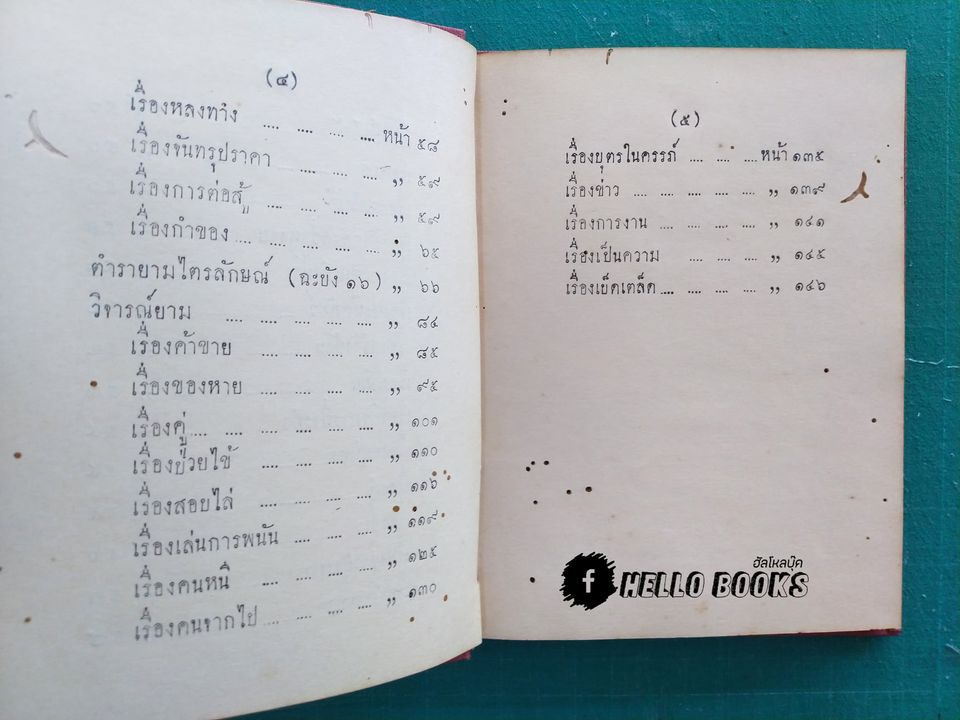 (๔)
เรื่องหลงทาง .... .... .... .... หน้า ๕๘
เรื่องจันทรุปราคา .... .... .... ,, ๕๙
เรื่องการต่อสู้ .... .... .... .... ,, ๕๙
เรื่องกำของ .... .... .... .... .... ,, ๖๕
ตำรายามไตรลักษณ์ (ฉะบัง ๑๖) ,, ๖๖
วิจารณ์ยาม .... .... .... .... .... ,, ๘๔
เรื่องค้าขาย .... .... .... .... ,, ๘๕
เรื่องของหาย .... .... .... .... ,, ๙๕
เรื่องคู่ .... .... .... .... .... ,, ๑๐๑
เรื่องป่วยไข้ .... .... .... .... ,, ๑๑๐
เรื่องสอยไล่ .... .... .... .... ,, ๑๑๖
เรื่องเล่นการพนัน .... .... .... ,, ๑๑๙
เรื่องคนหนี .... .... .... .... ,, ๑๒๕
เรื่องคนจากไป .... .... .... .... ,, ๑๓๐
(๕)
เรื่องบุตรในครรภ์ .... .... .... หน้า ๑๓๕
เรื่องข่าว .... .... .... .... ,, ๑๓๙
เรื่องการงาน .... .... .... .... ,, ๑๔๑
เรื่องเป็นความ .... .... .... ,, ๑๔๕
เรื่องเบ็ดเตล็ด .... .... .... .... ,, ๑๔๖
ฮัลโหลบุ๊ค
f HELLO BOOKS